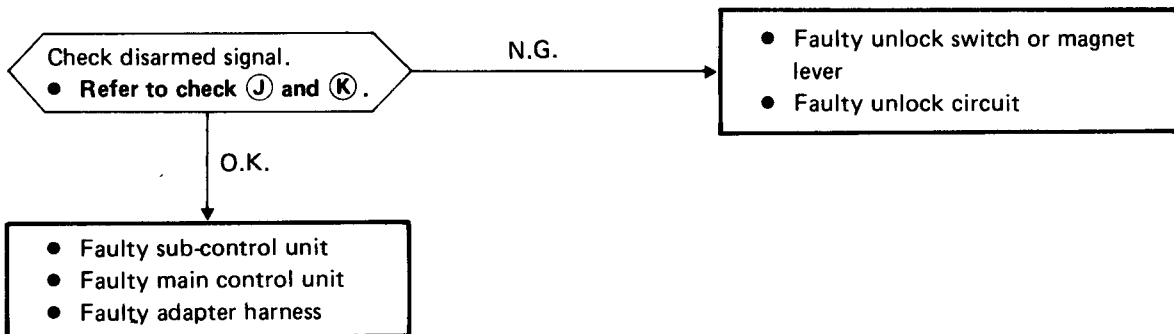 Check disarmed signal.
● Refer to check Ⓙ and Ⓚ.
N.G.
● Faulty unlock switch or magnet
lever
● Faulty unlock circuit
O.K.
● Faulty sub-control unit
● Faulty main control unit
● Faulty adapter harness